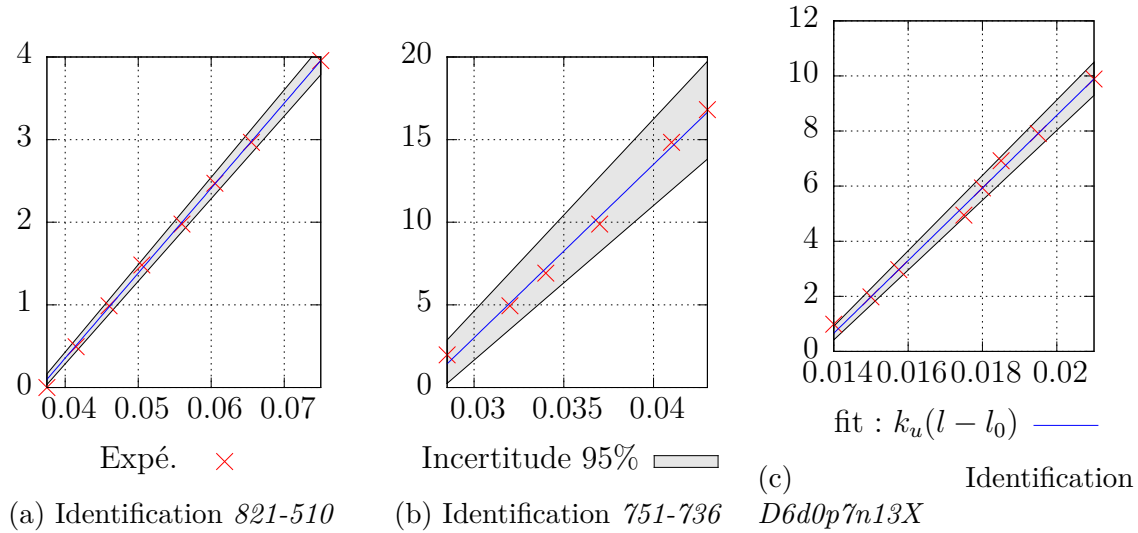 4
3
2
1
0
0.04 0.05 0.06 0.07
20
15
10
5
0
0.03 0.035 0.04
12
10
8
6
4
2
0
0.014 0.016 0.018 0.02
Expé.
Incertitude 95%
fit : k_u(l − l_0)
(a) Identification 821-510
(b) Identification 751-736
(c) Identification
D6d0p7n13X